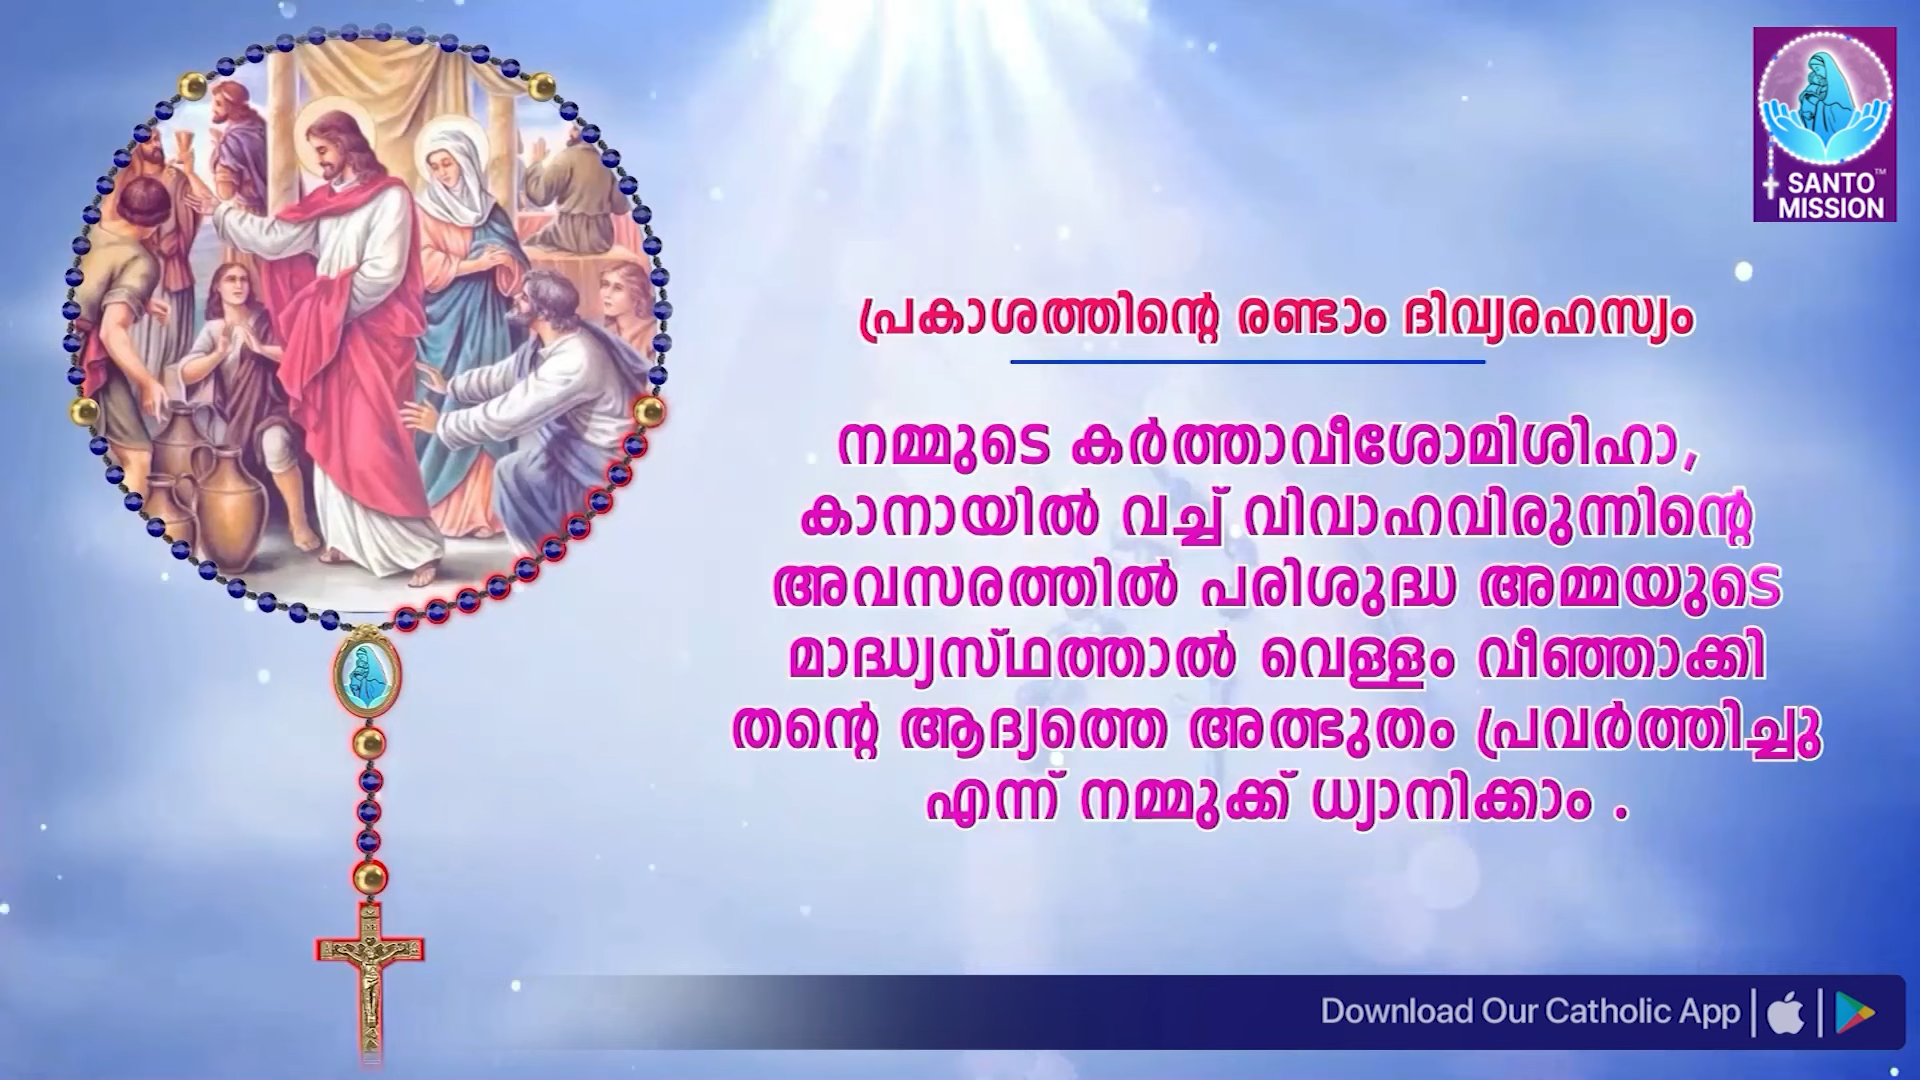 SANTO™
MISSION
പ്രകാശത്തിന്റെ രണ്ടാം ദിവ്യരഹസ്യം
നമ്മുടെ കർത്താവീശോമിശിഹാ,
കാനായിൽ വച്ച് വിവാഹവിരുന്നിന്റെ
അവസരത്തിൽ പരിശുദ്ധ അമ്മയുടെ
മാദ്ധ്യസ്ഥത്താൽ വെള്ളം വീഞ്ഞാക്കി
തന്റെ ആദ്യത്തെ അത്ഭുതം പ്രവർത്തിച്ചു
എന്ന് നമ്മുക്ക് ധ്യാനിക്കാം .
Download Our Catholic App